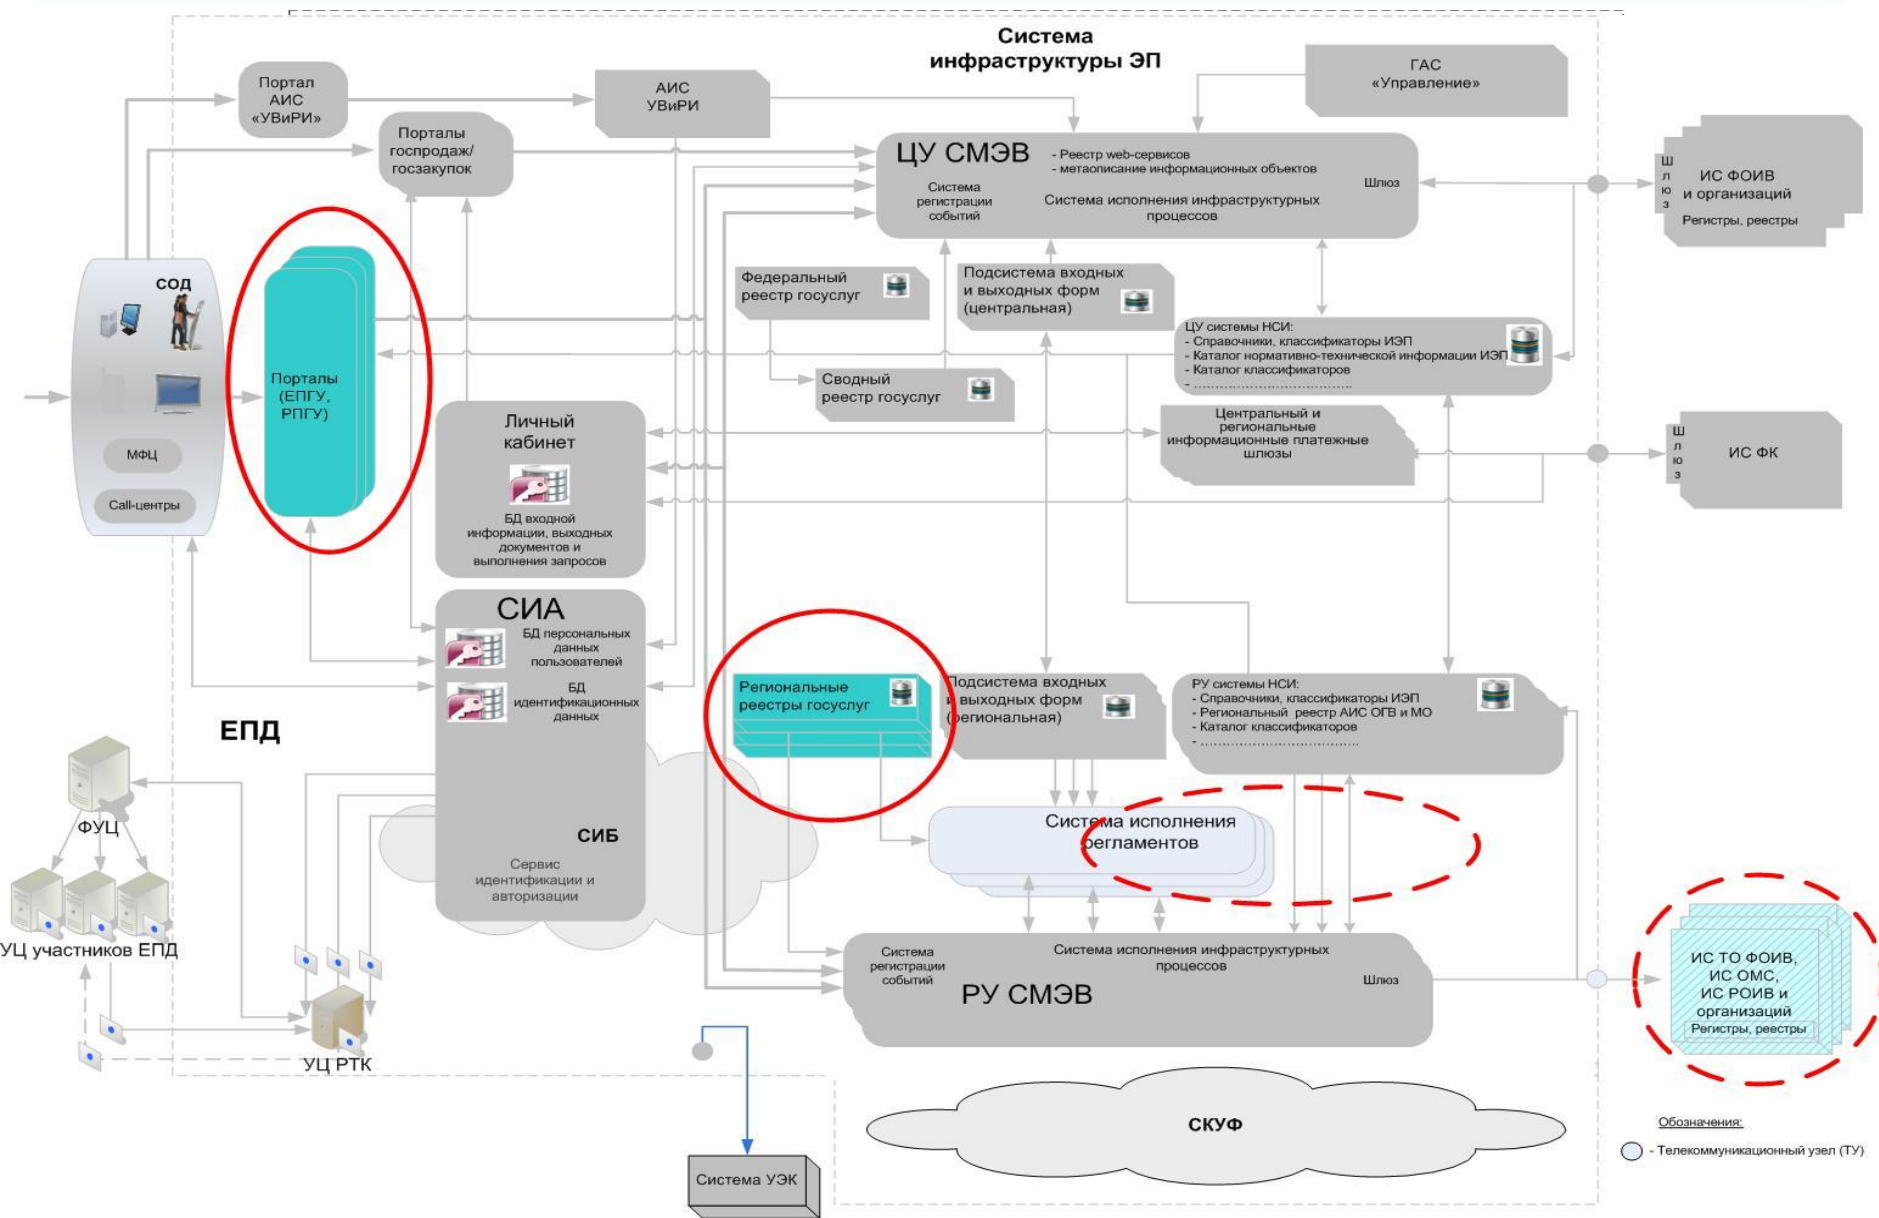 Система
инфраструктуры ЭП
Портал
АИС
«УВиРИ»
АИС
УВиРИ
ГАС
«Управление»
Порталы
госпродаж/
госзакупок
ЦУ СМЭВ
- Реестр web-сервисов
- метаописание информационных объектов
Система
регистрации
событий
Система исполнения инфраструктурных
процессов
Шлюз
Шлюз
ИС ФОИВ
и организаций
Регистры, реестры
СОД
МФЦ
Call-центры
Порталы
(ЕПГУ,
РПГУ)
Федеральный
реестр госуслуг
Подсистема входных
и выходных форм
(центральная)
Сводный
реестр госуслуг
ЦУ системы НСИ:
- Справочники, классификаторы ИЭП
- Каталог нормативно-технической информации ИЭП
- Каталог классификаторов
- ......................................
Личный
кабинет
БД входной
информации, выходных
документов и
выполнения запросов
Центральный и
региональные
информационные платежные
шлюзы
Шлюз
ИС ФК
СИА
БД персональных
данных
пользователей
БД
идентификационных
данных
СИБ
Сервис
идентификации и
авторизации
ЕПД
Региональные
реестры госуслуг
Подсистема входных
и выходных форм
(региональная)
РУ системы НСИ:
- Справочники, классификаторы ИЭП
- Региональный реестр АИС ОГВ и МО
- Каталог классификаторов
- ......................................
ФУЦ
УЦ участников ЕПД
УЦ РТК
Система исполнения
регламентов
Система
регистрации
событий
Система исполнения инфраструктурных
процессов
РУ СМЭВ
Шлюз
ИС ТО ФОИВ,
ИС ОМС,
ИС РОИВ и
организаций
Регистры, реестры
СКУФ
Система УЭК
Обозначения:
- Телекоммуникационный узел (ТУ)